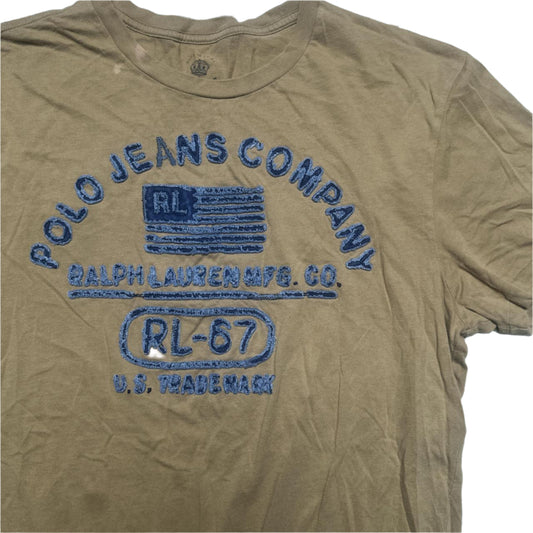 POLO JEANS COMPANY
RL
RALPH LAUREN MFG. CO.
RL-67
U.S. TRADEMARK